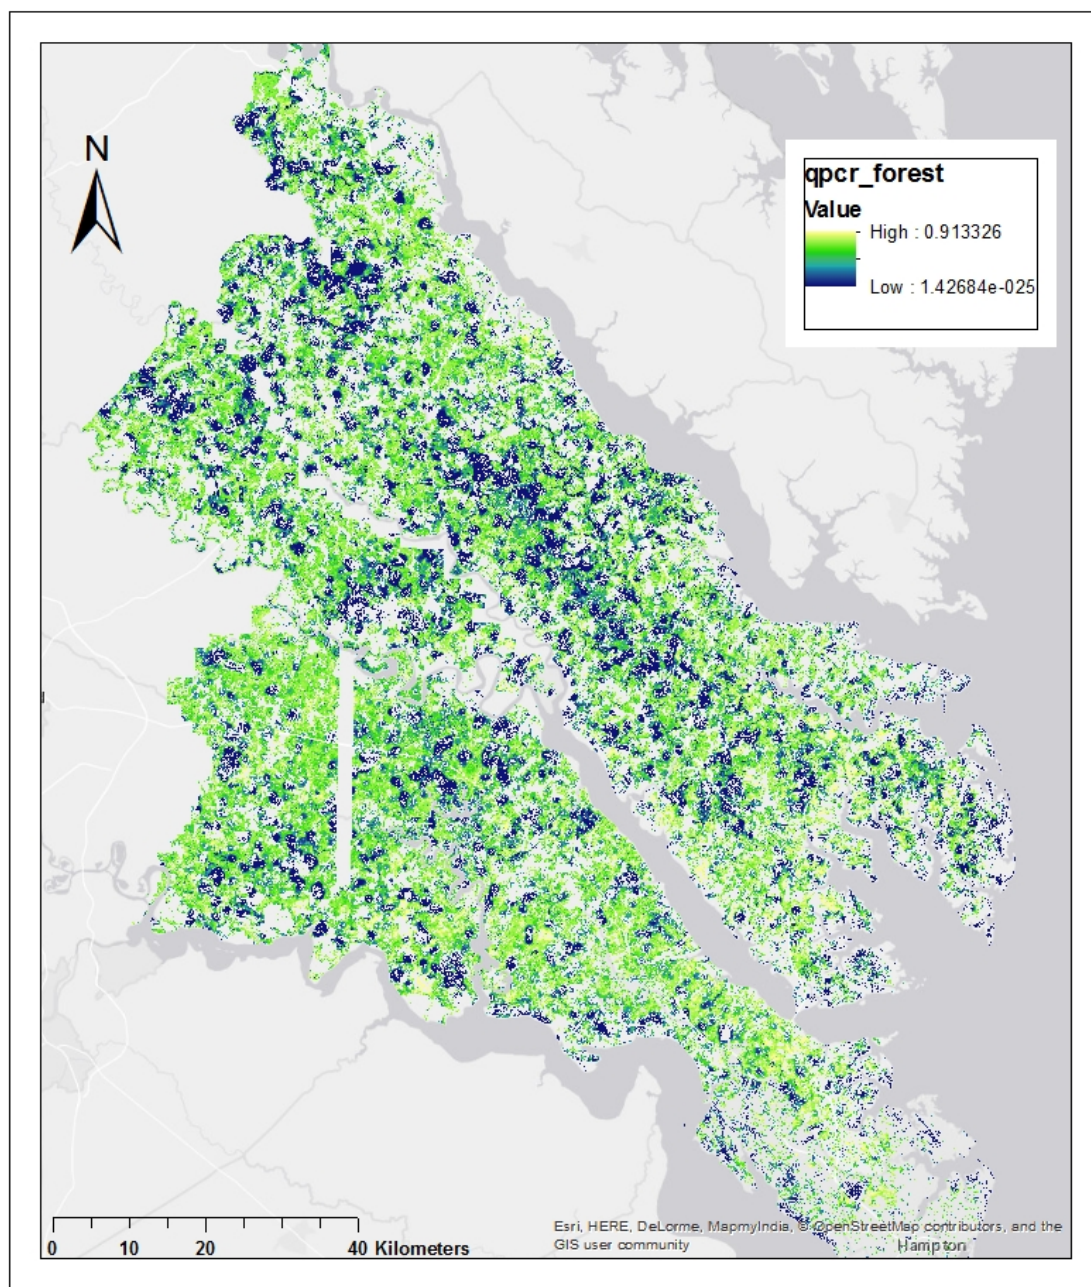 N
qpcr_forest
Value
High : 0.913326
Low : 1.42684e-025
0 10 20 40 Kilometers
Esri, HERE, DeLorme, MapmyIndia, © OpenStreetMap contributors, and the
GIS user community
Hampton